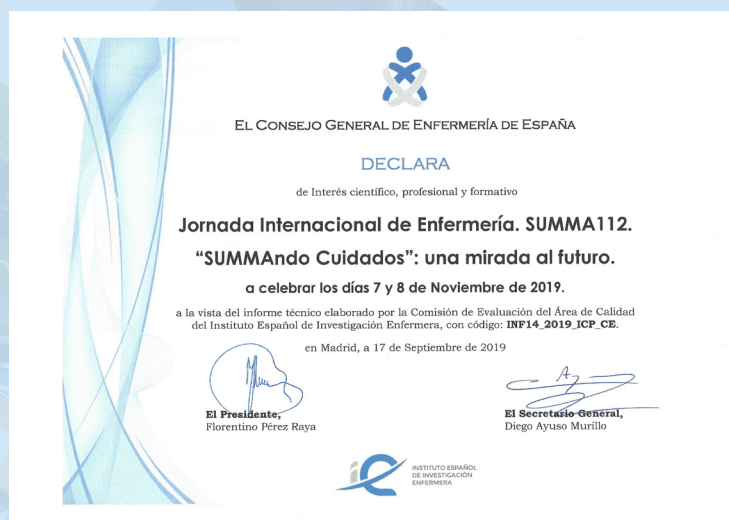 EL CONSEJO GENERAL DE ENFERMERÍA DE ESPAÑA
DECLARA
de Interés científico, profesional y formativo
Jornada Internacional de Enfermería. SUMMA112.
“SUMMAndo Cuidados”: una mirada al futuro.
a celebrar los días 7 y 8 de Noviembre de 2019.
a la vista del informe técnico elaborado por la Comisión de Evaluación del Área de Calidad
del Instituto Español de Investigación Enfermera, con código: INF14_2019_ICP_CE.
en Madrid, a 17 de Septiembre de 2019
El Presidente,
Florentino Pérez Raya
El Secretario General,
Diego Ayuso Murillo
INSTITUTO ESPAÑOL
DE INVESTIGACIÓN
ENFERMERA